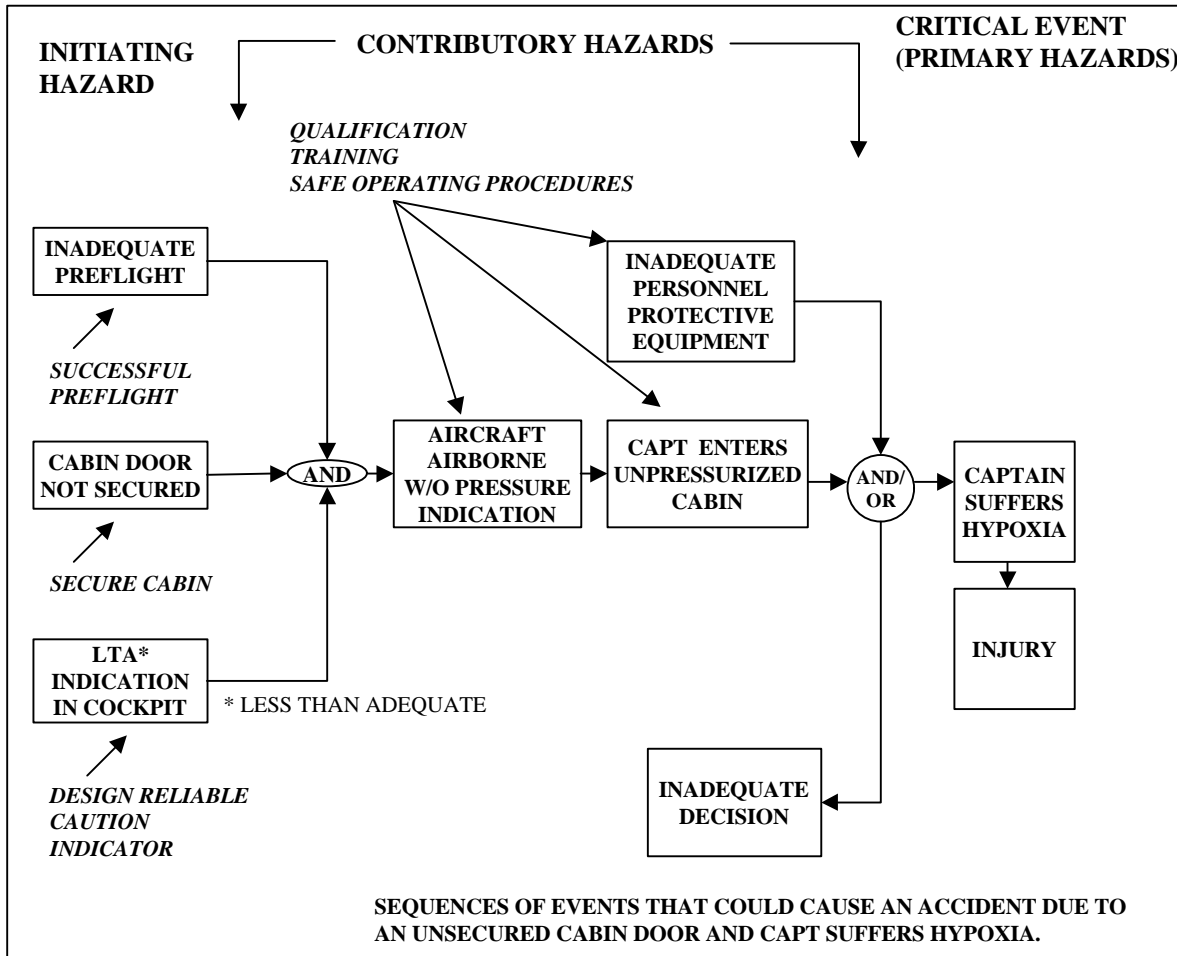 INITIATING
HAZARD
CONTRIBUTORY HAZARDS
CRITICAL EVENT
(PRIMARY HAZARDS)
QUALIFICATION
TRAINING
SAFE OPERATING PROCEDURES
INADEQUATE
PREFLIGHT
SUCCESSFUL
PREFLIGHT
INADEQUATE
PERSONNEL
PROTECTIVE
EQUIPMENT
CABIN DOOR
NOT SECURED
SECURE CABIN
AND
AIRCRAFT
AIRBORNE
W/O PRESSURE
INDICATION
CAPT ENTERS
UNPRESSURIZED
CABIN
AND/
OR
CAPTAIN
SUFFERS
HYPOXIA
INJURY
LTA*
INDICATION
IN COCKPIT
* LESS THAN ADEQUATE
DESIGN RELIABLE
CAUTION
INDICATOR
INADEQUATE
DECISION
SEQUENCES OF EVENTS THAT COULD CAUSE AN ACCIDENT DUE TO
AN UNSECURED CABIN DOOR AND CAPT SUFFERS HYPOXIA.